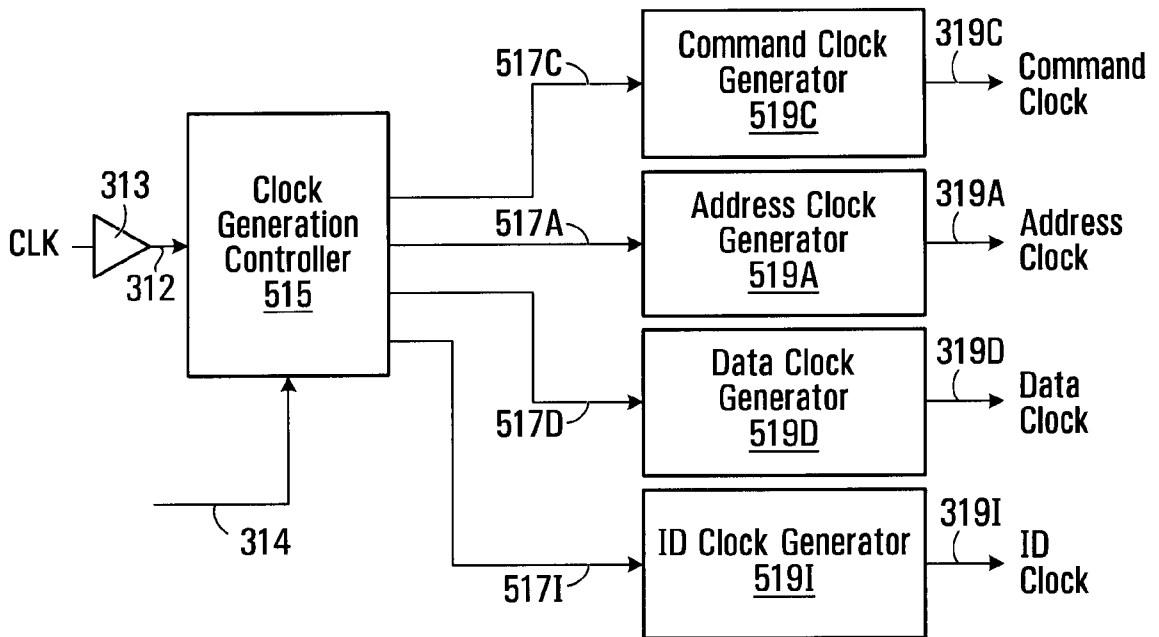 CLK
313
312
Clock
Generation
Controller
515
314
517C
Command Clock
Generator
519C
319C
Command
Clock
517A
Address Clock
Generator
519A
319A
Address
Clock
517D
Data Clock
Generator
519D
319D
Data
Clock
517I
ID Clock Generator
519I
319I
ID
Clock